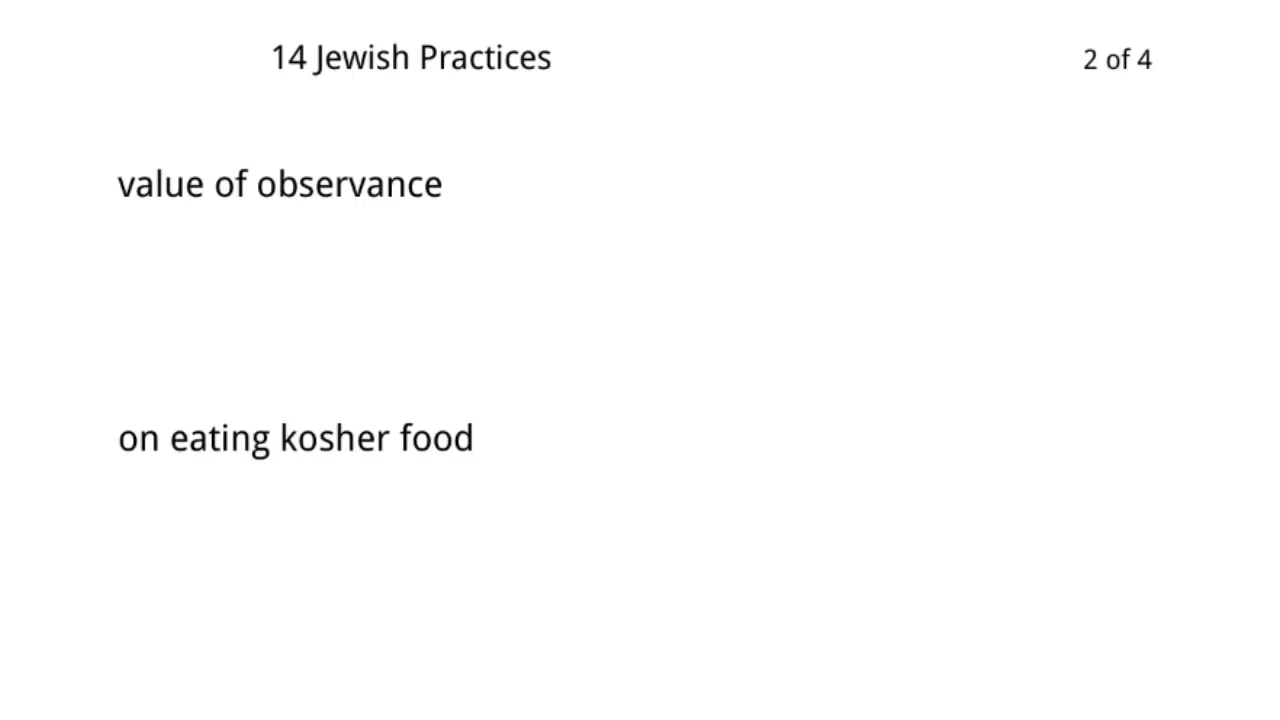 14 Jewish Practices
2 of 4
value of observance
on eating kosher food